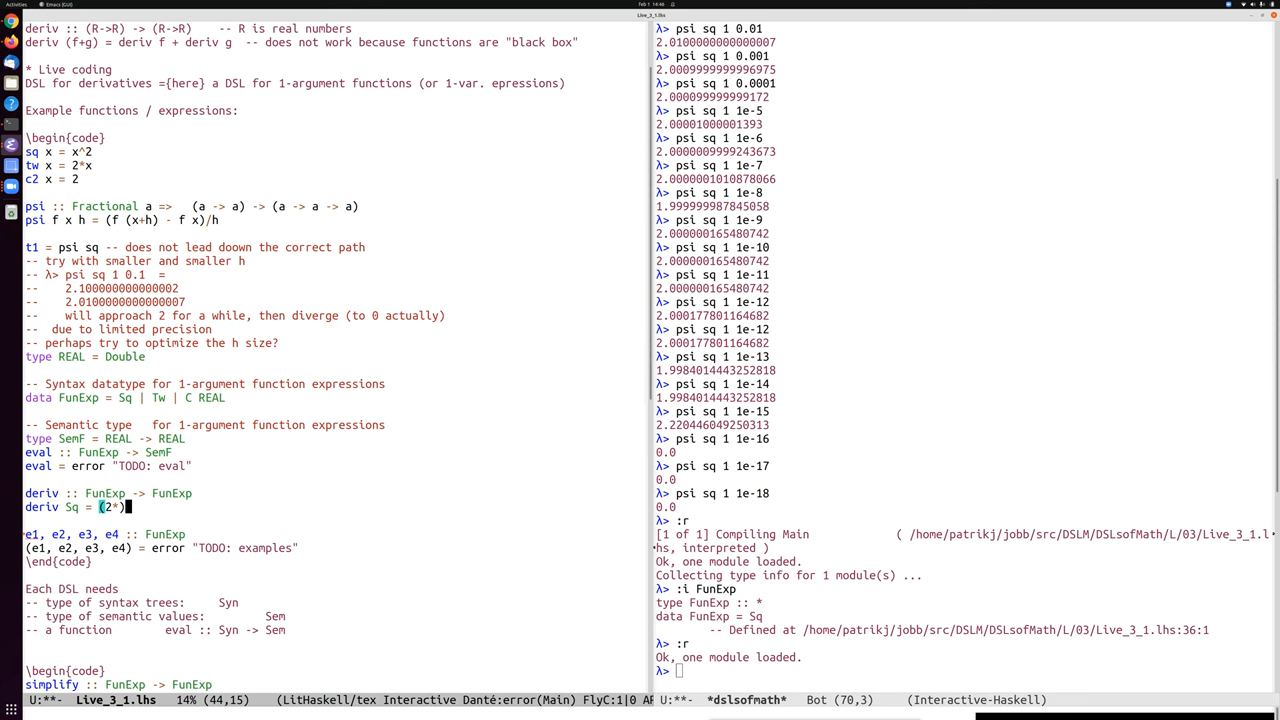 Activities
Emacs (GUI)
Feb 1 14:46
Live_3_1.lhs
deriv :: (R->R) -> (R->R)   -- R is real numbers
deriv (f+g) = deriv f + deriv g  -- does not work because functions are "black box"
* Live coding
DSL for derivatives ={here} a DSL for 1-argument functions (or 1-var. epressions)
Example functions / expressions:
\begin{code}
sq x = x^2
tw x = 2*x
c2 x = 2
psi :: Fractional a =>   (a -> a) -> (a -> a -> a)
psi f x h = (f (x+h) - f x)/h
t1 = psi sq -- does not lead doown the correct path
-- try with smaller and smaller h
-- λ> psi sq 1 0.1  =
--    2.100000000000002
--    2.0100000000000007
--    will approach 2 for a while, then diverge (to 0 actually)
--  due to limited precision
-- perhaps try to optimize the h size?
type REAL = Double
-- Syntax datatype for 1-argument function expressions
data FunExp = Sq | Tw | C REAL
-- Semantic type   for 1-argument function expressions
type SemF = REAL -> REAL
eval :: FunExp -> SemF
eval = error "TODO: eval"
deriv :: FunExp -> FunExp
deriv Sq = (2*)
e1, e2, e3, e4 :: FunExp
(e1, e2, e3, e4) = error "TODO: examples"
\end{code}
Each DSL needs
-- type of syntax trees:     Syn
-- type of semantic values:         Sem
-- a function        eval :: Syn -> Sem
\begin{code}
simplify :: FunExp -> FunExp
U:**-  Live_3_1.lhs   14% (44,15)    (LitHaskell/tex Interactive Danté:error(Main) FlyC:1|0 AP
λ> psi sq 1 0.01
2.0100000000000007
λ> psi sq 1 0.001
2.0009999999996975
λ> psi sq 1 0.0001
2.000099999999172
λ> psi sq 1 1e-5
2.00001000001393
λ> psi sq 1 1e-6
2.0000009999243673
λ> psi sq 1 1e-7
2.0000001010878066
λ> psi sq 1 1e-8
1.999999987845058
λ> psi sq 1 1e-9
2.000000165480742
λ> psi sq 1 1e-10
2.000000165480742
λ> psi sq 1 1e-11
2.000000165480742
λ> psi sq 1 1e-12
2.000177801164682
λ> psi sq 1 1e-12
2.000177801164682
λ> psi sq 1 1e-13
1.9984014443252818
λ> psi sq 1 1e-14
1.9984014443252818
λ> psi sq 1 1e-15
2.220446049250313
λ> psi sq 1 1e-16
0.0
λ> psi sq 1 1e-17
0.0
λ> psi sq 1 1e-18
0.0
λ> :r
[1 of 1] Compiling Main             ( /home/patrikj/jobb/src/DSLM/DSLsofMath/L/03/Live_3_1.l
hs, interpreted )
Ok, one module loaded.
Collecting type info for 1 module(s) ...
λ> :i FunExp
type FunExp :: *
data FunExp = Sq
-- Defined at /home/patrikj/jobb/src/DSLM/DSLsofMath/L/03/Live_3_1.lhs:36:1
λ> :r
Ok, one module loaded.
λ>
U:**-  *dslsofmath*   Bot (70,3)     (Interactive-Haskell)